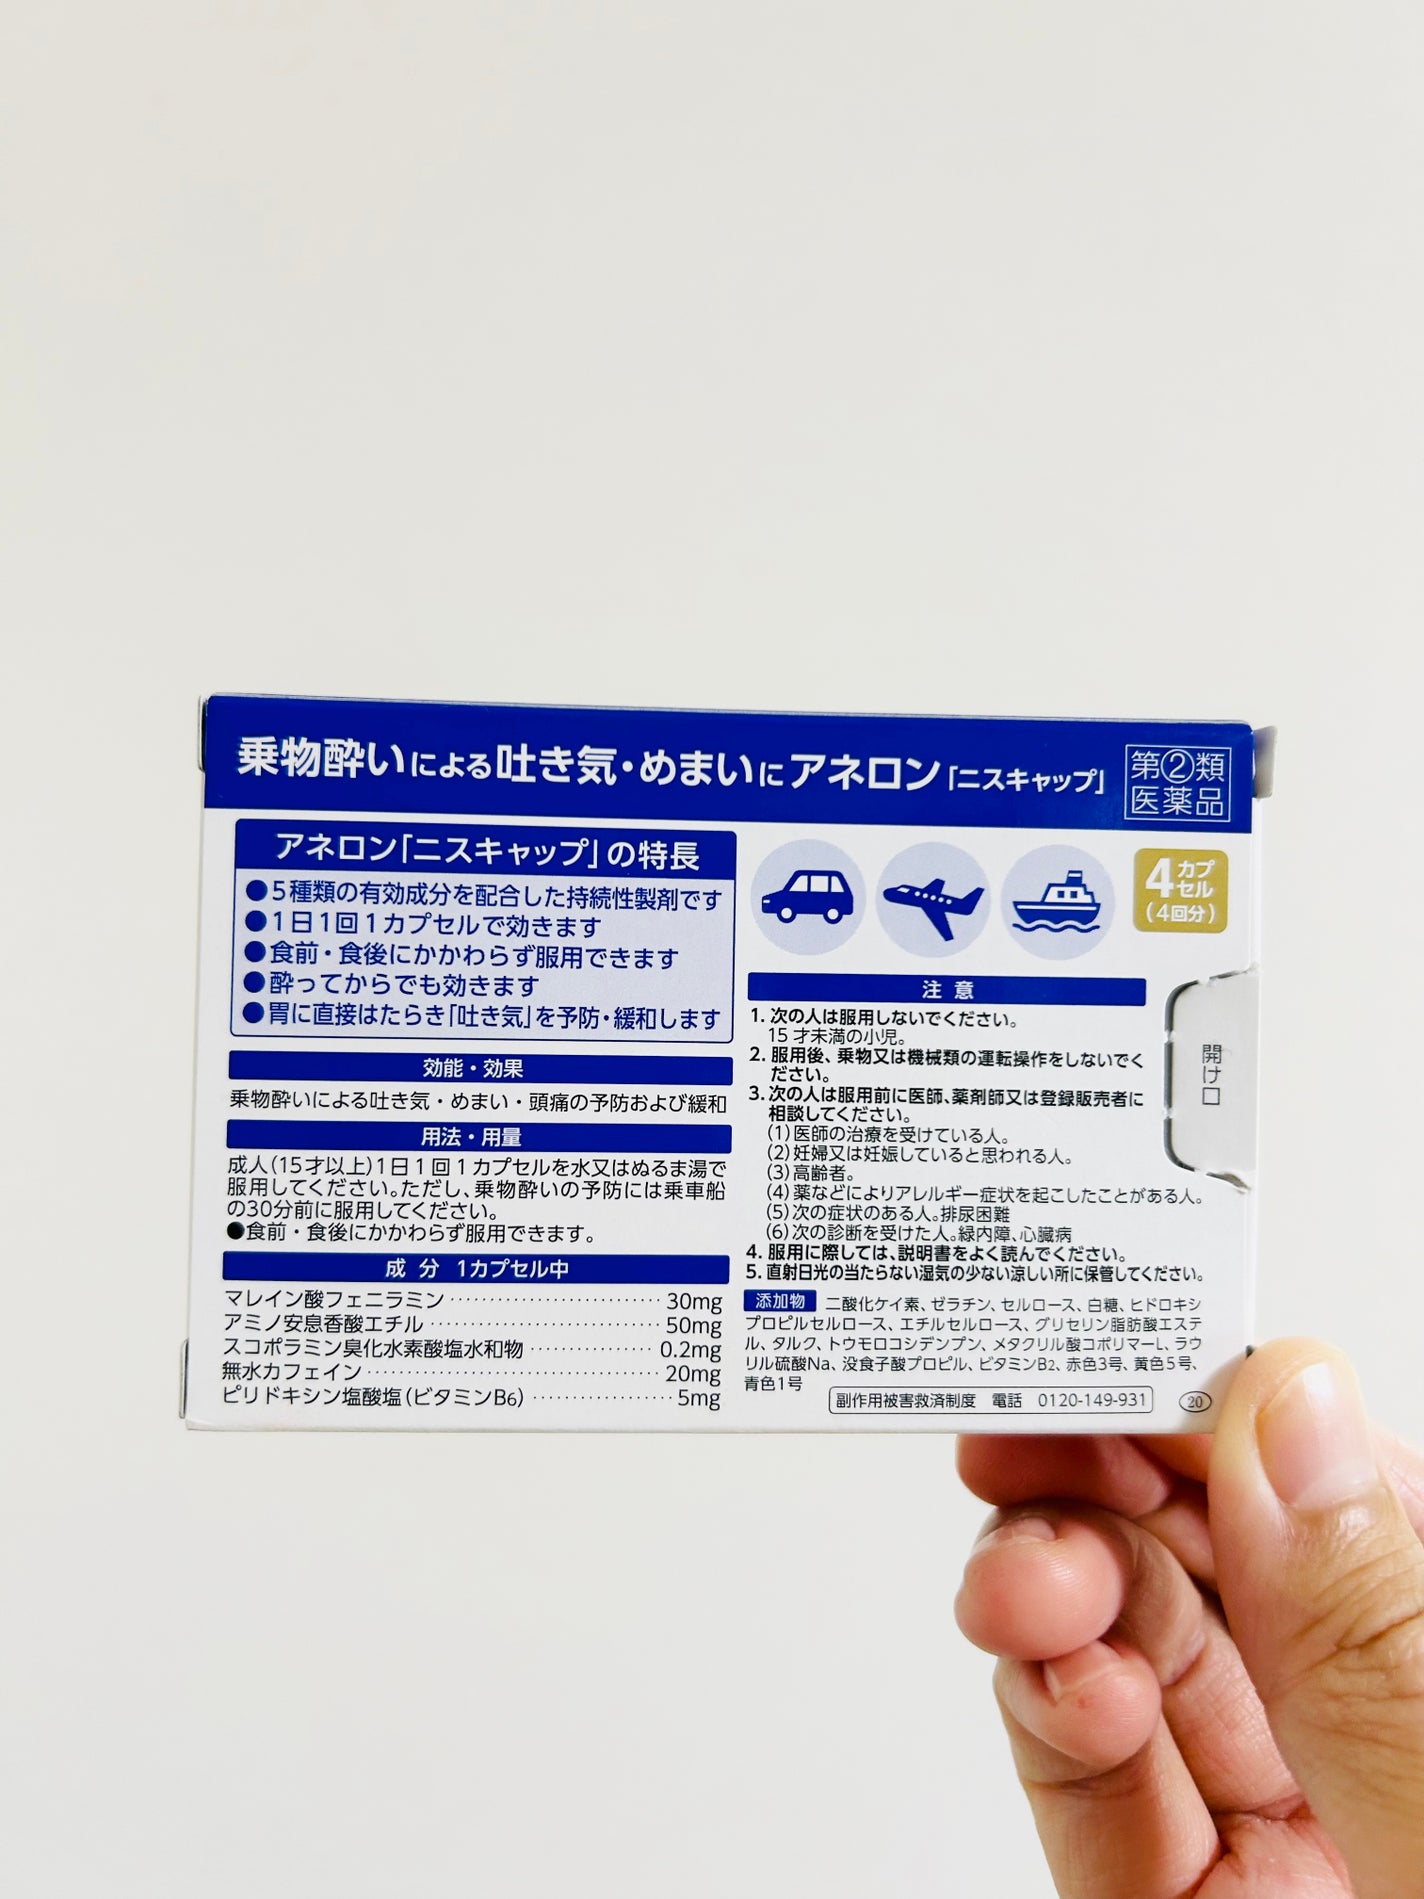 乗物酔いによる吐き気・めまいにアネロン「ニスキャップ」
第②類
医薬品
アネロン「ニスキャップ」の特長
●5種類の有効成分を配合した持続性製剤です
●1日1回1カプセルで効きます
●食前・食後にかかわらず服用できます
●酔ってからでも効きます
●胃に直接はたらき「吐き気」を予防・緩和します
効能・効果
乗物酔いによる吐き気・めまい・頭痛の予防および緩和
用法・用量
成人(15才以上)1日1回1カプセルを水又はぬるま湯で
服用してください。ただし、乗物酔いの予防には乗車船
の30分前に服用してください。
●食前・食後にかかわらず服用できます。
成分 1カプセル中
マレイン酸フェニラミン…………………… 30mg
アミノ安息香酸エチル…………………… 50mg
スコポラミン臭化水素酸塩水和物………… 0.2mg
無水カフェイン…………………………… 20mg
ピリドキシン塩酸塩(ビタミンB6)………… 5mg
4カプ
セル
(4回分)
注意
1. 次の人は服用しないでください。
15才未満の小児。
2. 服用後、乗物又は機械類の運転操作をしないでく
ださい。
3. 次の人は服用前に医師、薬剤師又は登録販売者に
相談してください。
(1)医師の治療を受けている人。
(2)妊婦又は妊娠していると思われる人。
(3)高齢者。
(4)薬などによりアレルギー症状を起こしたことがある人。
(5)次の症状のある人。排尿困難
(6)次の診断を受けた人。緑内障、心臓病
4. 服用に際しては、説明書をよく読んでください。
5. 直射日光の当たらない湿気の少ない涼しい所に保管してください。
添加物 二酸化ケイ素、ゼラチン、セルロース、白糖、ヒドロキシ
プロピルセルロース、エチルセルロース、グリセリン脂肪酸エステ
ル、タルク、トウモロコシデンプン、メタクリル酸コポリマーL、ラウ
リル硫酸Na、没食子酸プロピル、ビタミンB2、赤色3号、黄色5号、
青色1号
副作用被害救済制度 電話 0120-149-931
20
開け口